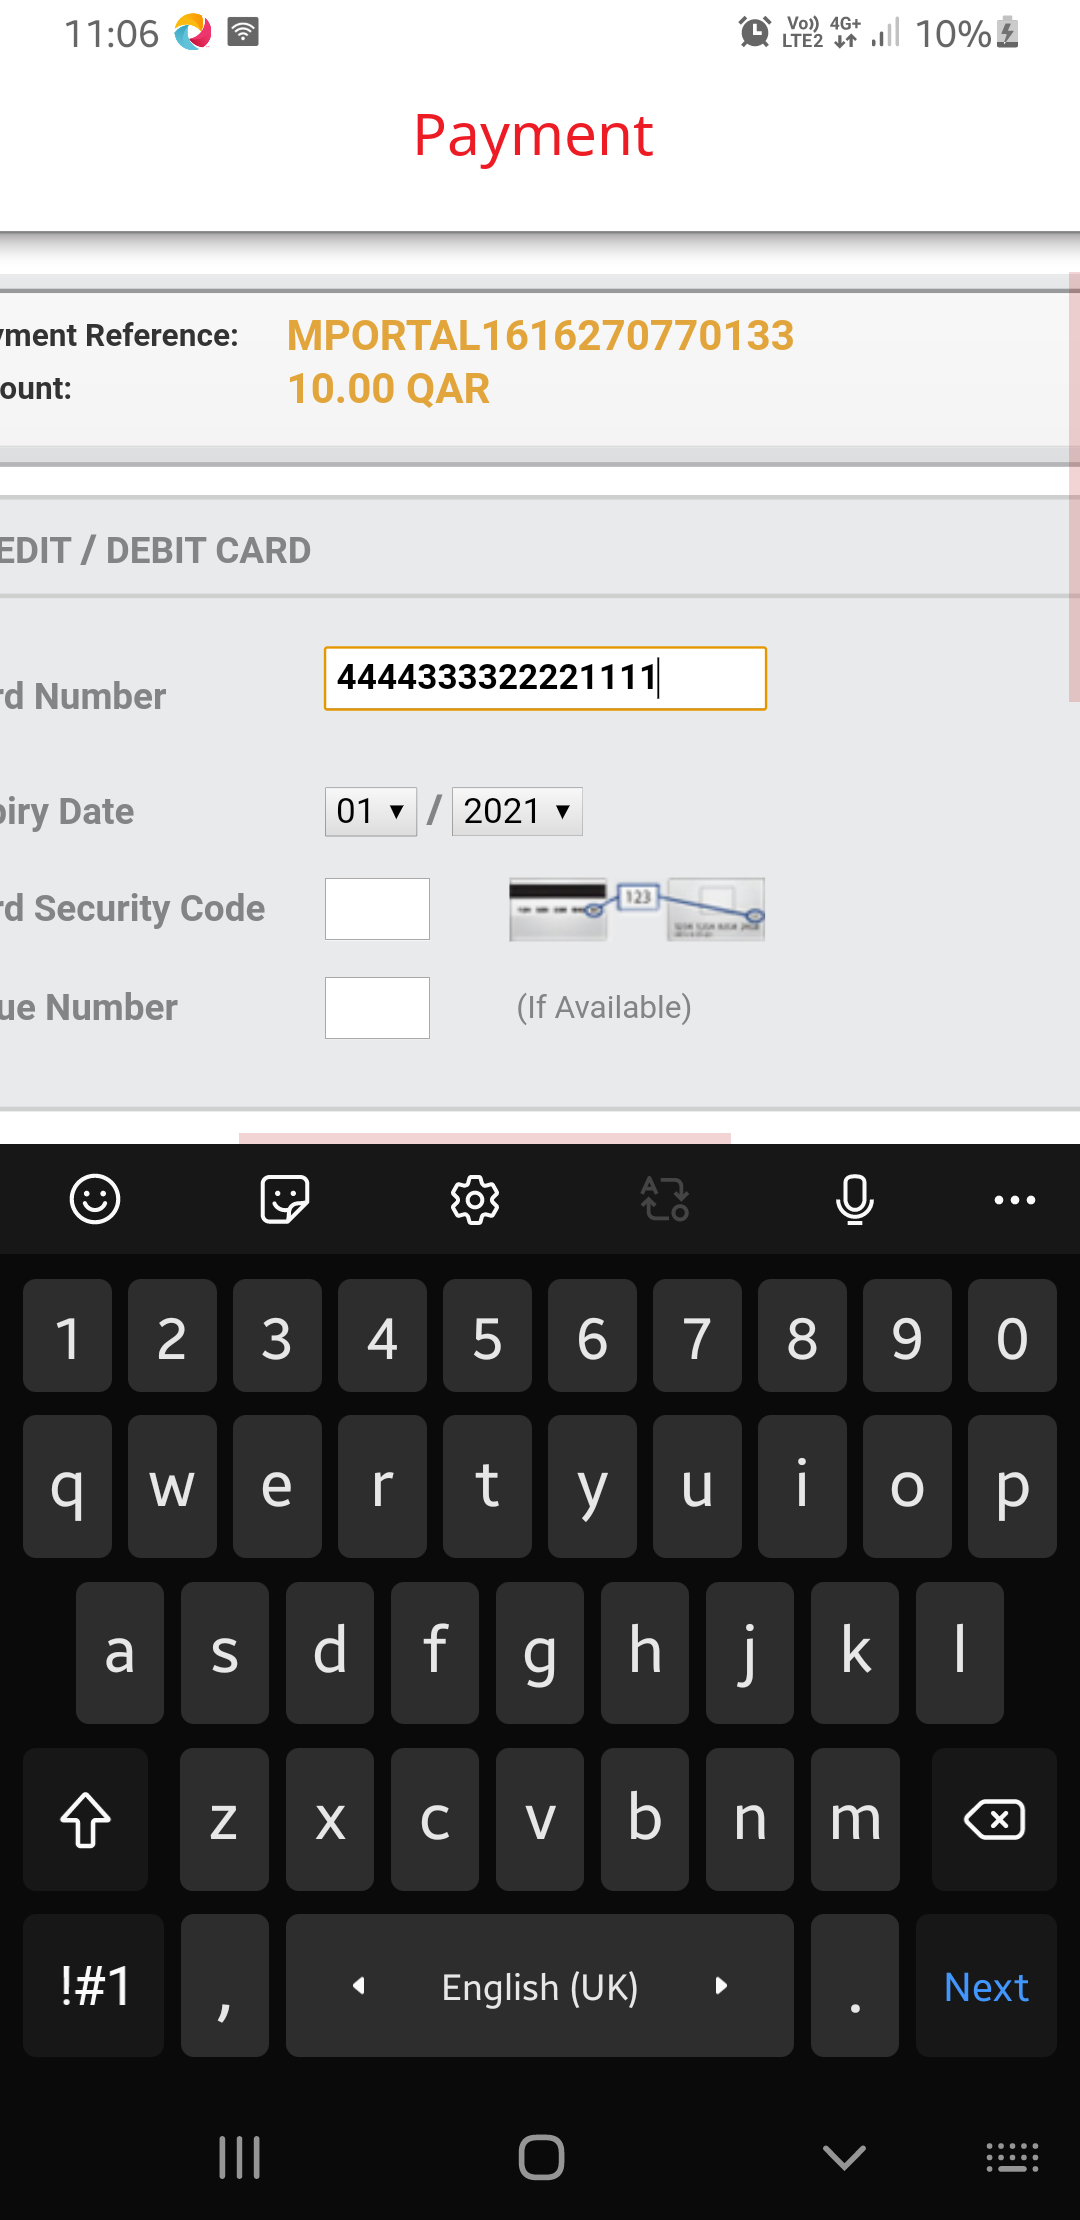 11:06 Vo)) LTE2 4G+ 10%
Payment
yment Reference: MPORTAL1616270770133
ount: 10.00 QAR
EDIT / DEBIT CARD
rd Number 4444333322221111
piry Date 01 / 2021
rd Security Code 123
ue Number (If Available)
1 2 3 4 5 6 7 8 9 0
q w e r t y u i o p
a s d f g h j k l
z x c v b n m
!#1 , English (UK) . Next